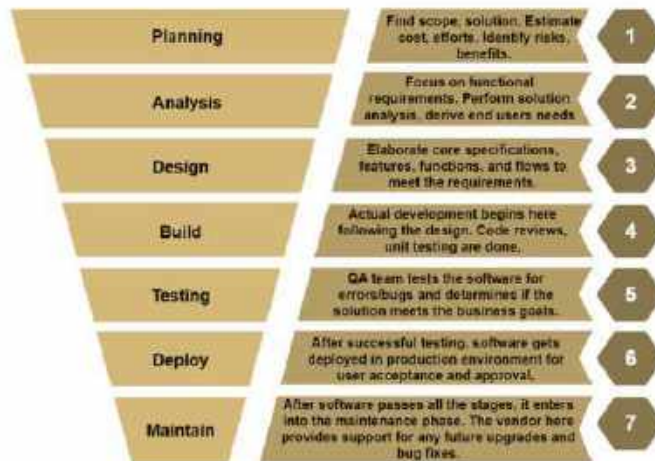 Planning
Find scope, solution. Estimate
cost, efforts. Identify risks,
benefits.
1
Analysis
Focus on functional
requirements. Perform solution
analysis, derive end users needs
2
Design
Elaborate core specifications,
features, functions, and flows to
meet the requirements.
3
Build
Actual development begins here
following the design. Code reviews,
unit testing are done.
4
Testing
QA team tests the software for
errors/bugs and determines if the
solution meets the business goals.
5
Deploy
After successful testing, software gets
deployed in production environment for
user acceptance and approval.
6
Maintain
After software passes all the stages, it enters
into the maintenance phase. The vendor here
provides support for any future upgrades and
bug fixes.
7